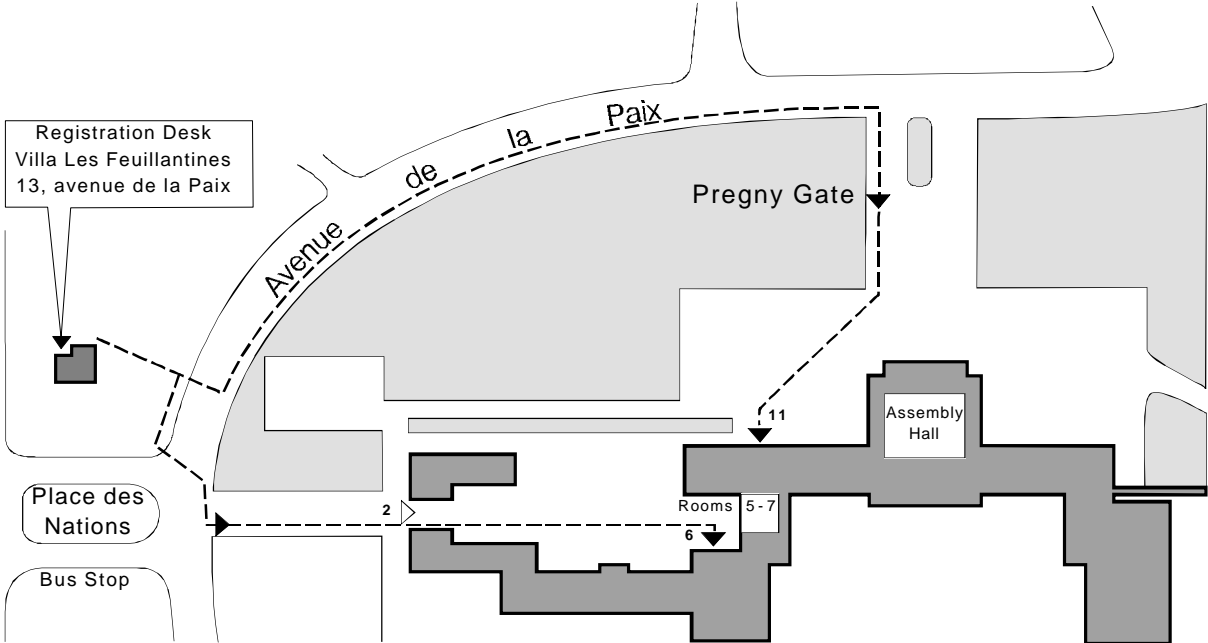 Registration Desk
Villa Les Feuillantines
13, avenue de la Paix
Avenue de la Paix
Pregny Gate
11
Assembly
Hall
Place des
Nations
2
Rooms 5-7
6
Bus Stop